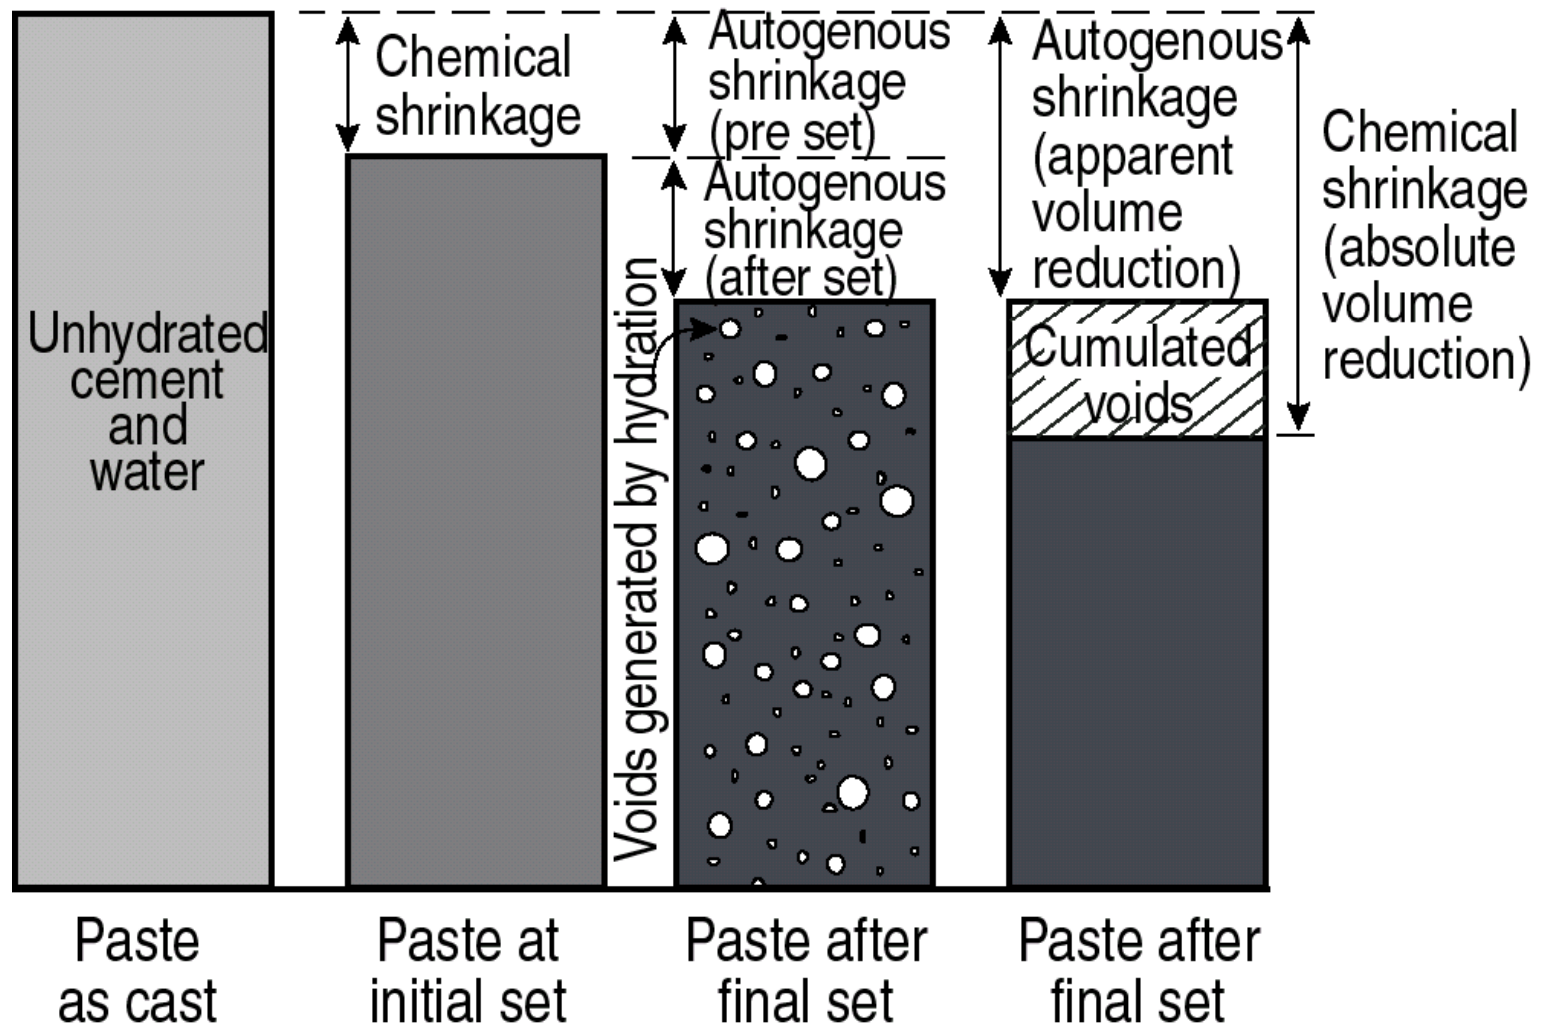 Unhydrated
cement
and
water
Chemical
shrinkage
Autogenous
shrinkage
(pre set)
Autogenous
shrinkage
(after set)
Voids generated by hydration
Autogenous
shrinkage
(apparent
volume
reduction)
Cumulated
voids
Chemical
shrinkage
(absolute
volume
reduction)
Paste
as cast
Paste at
initial set
Paste after
final set
Paste after
final set